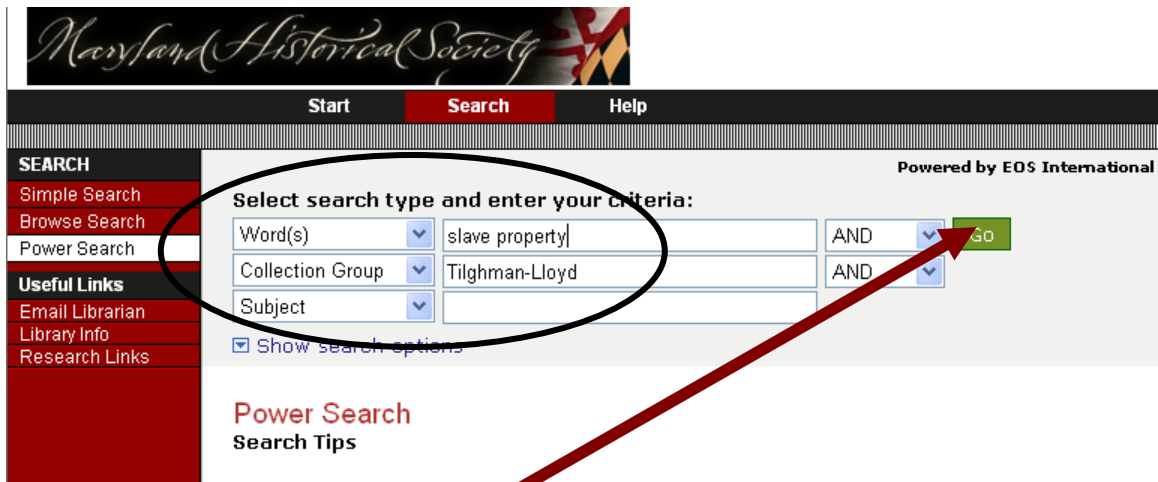 Maryland Historical Society
Start Search Help
SEARCH
Powered by EOS International
Simple Search
Browse Search
Power Search
Useful Links
Email Librarian
Library Info
Research Links
Select search type and enter your criteria:
Word(s) slave property AND Go
Collection Group Tilghman-Lloyd AND
Subject
Show search options
Power Search
Search Tips